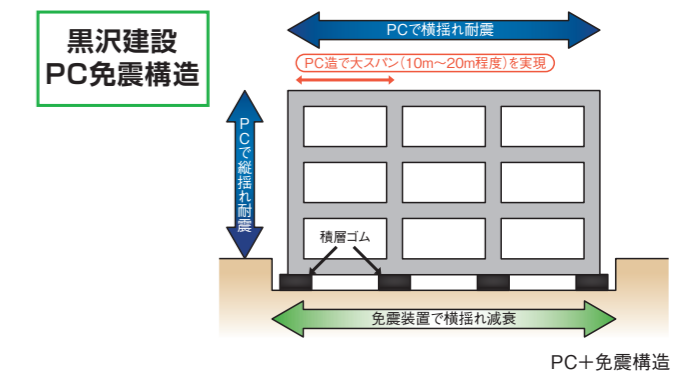 黒沢建設
PC免震構造
PCで横揺れ耐震
PC造で大スパン（10m〜20m程度）を実現
PCで縦揺れ耐震
積層ゴム
免震装置で横揺れ減衰
PC＋免震構造